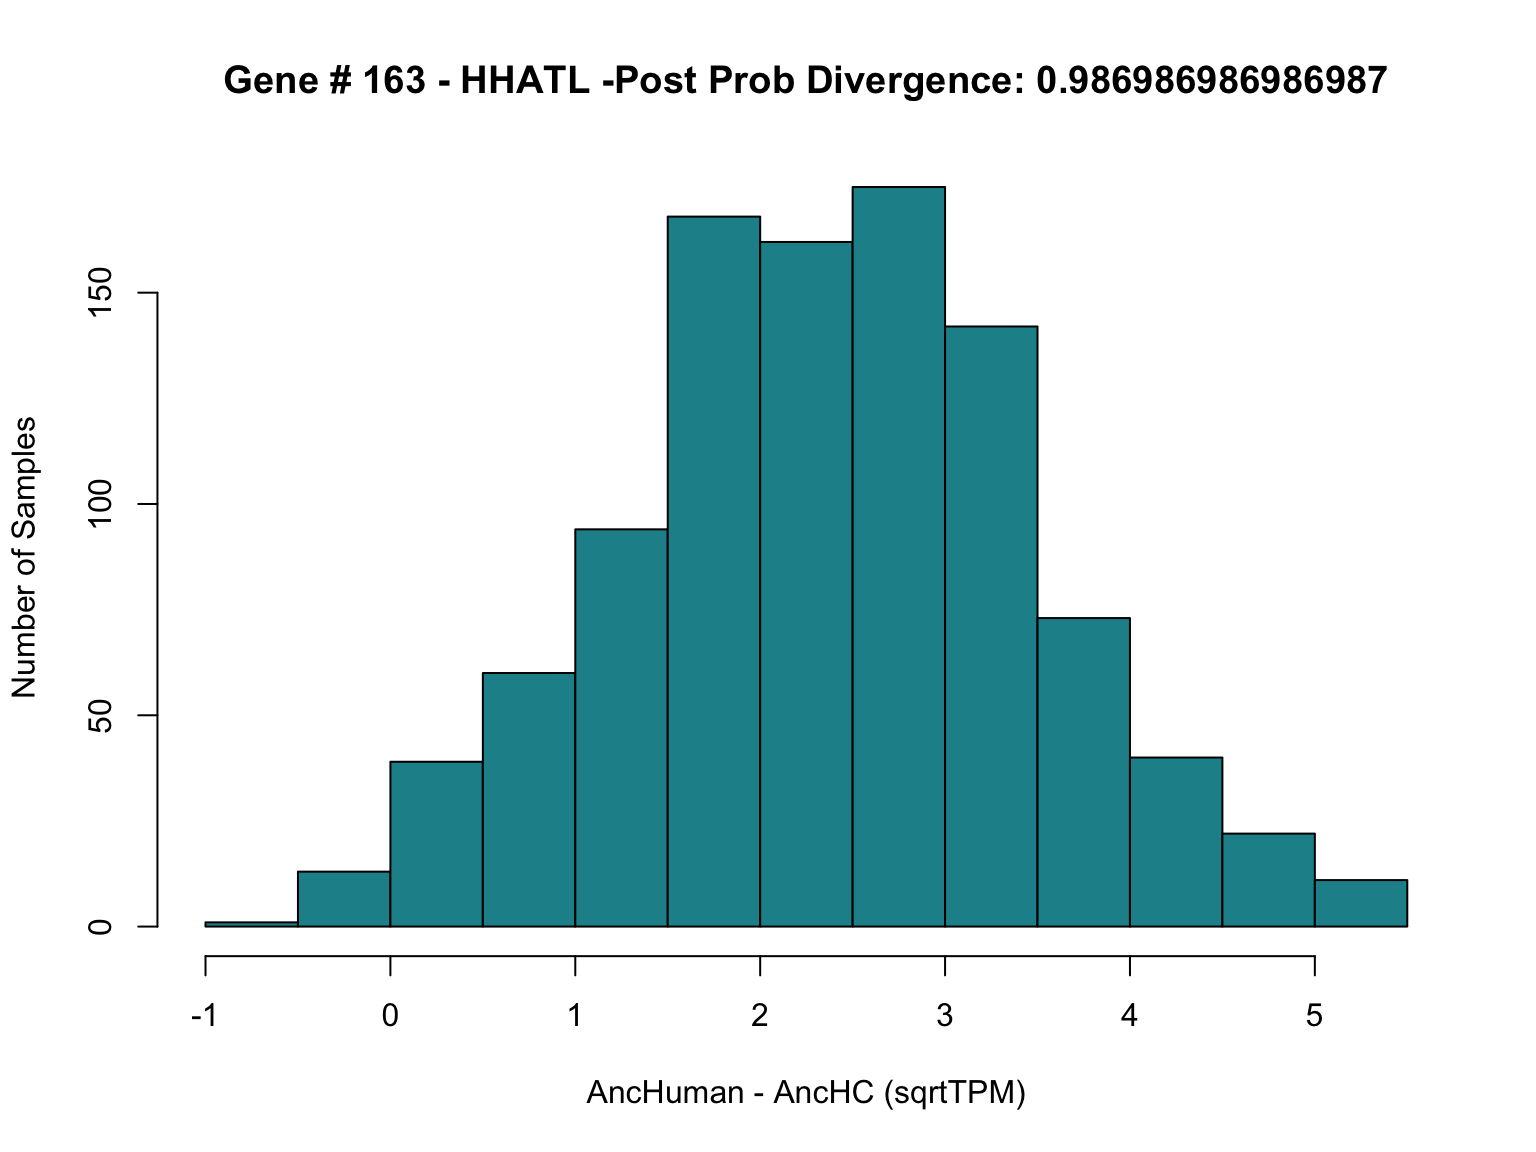 Gene # 163 - HHATL -Post Prob Divergence: 0.986986986986987
150
100
50
0
Number of Samples
-1 0 1 2 3 4 5
AncHuman - AncHC (sqrtTPM)